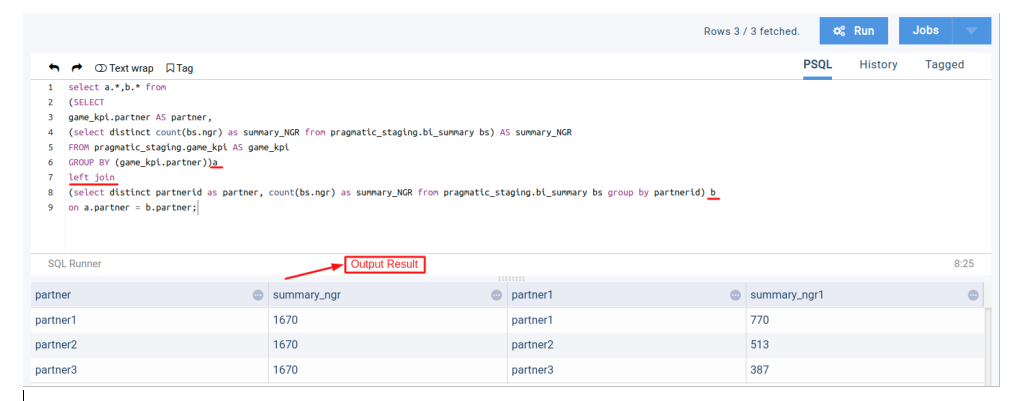 Rows 3 / 3 fetched. Run Jobs
Text wrap Tag PSQL History Tagged
1 select a.*,b.* from
2 (SELECT
3 game_kpi.partner AS partner,
4 (select distinct count(bs.ngr) as summary_NGR from pragmatic_staging.bi_summary bs) AS summary_NGR
5 FROM pragmatic_staging.game_kpi AS game_kpi
6 GROUP BY (game_kpi.partner))a
7 left join
8 (select distinct partnerid as partner, count(bs.ngr) as summary_NGR from pragmatic_staging.bi_summary bs group by partnerid) b
9 on a.partner = b.partner;
SQL Runner Output Result 8:25
partner summary_ngr partner1 summary_ngr1
partner1 1670 partner1 770
partner2 1670 partner2 513
partner3 1670 partner3 387